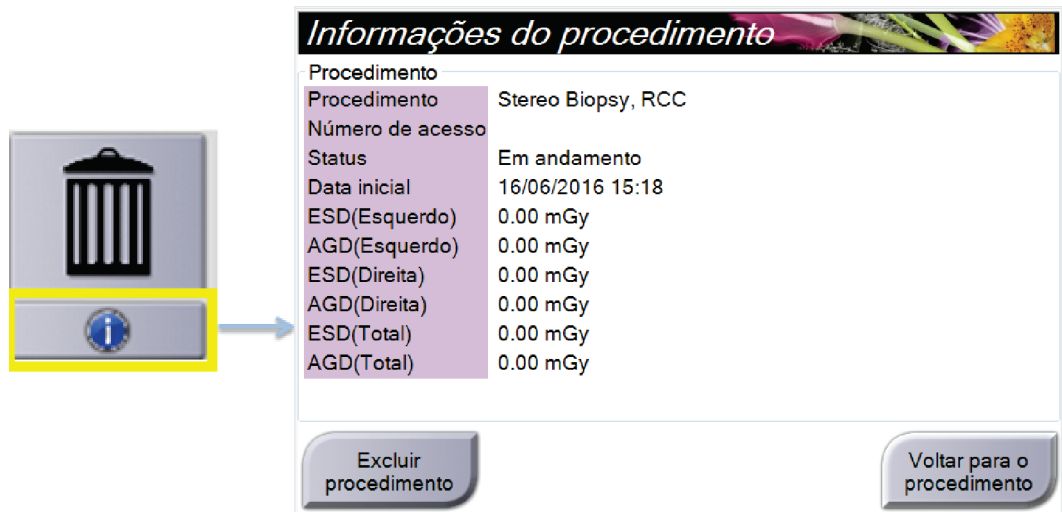 Informações do procedimento
Procedimento
Procedimento Stereo Biopsy, RCC
Número de acesso
Status Em andamento
Data inicial 16/06/2016 15:18
ESD(Esquerdo) 0.00 mGy
AGD(Esquerdo) 0.00 mGy
ESD(Direita) 0.00 mGy
AGD(Direita) 0.00 mGy
ESD(Total) 0.00 mGy
AGD(Total) 0.00 mGy
i
Excluir
procedimento
Voltar para o
procedimento